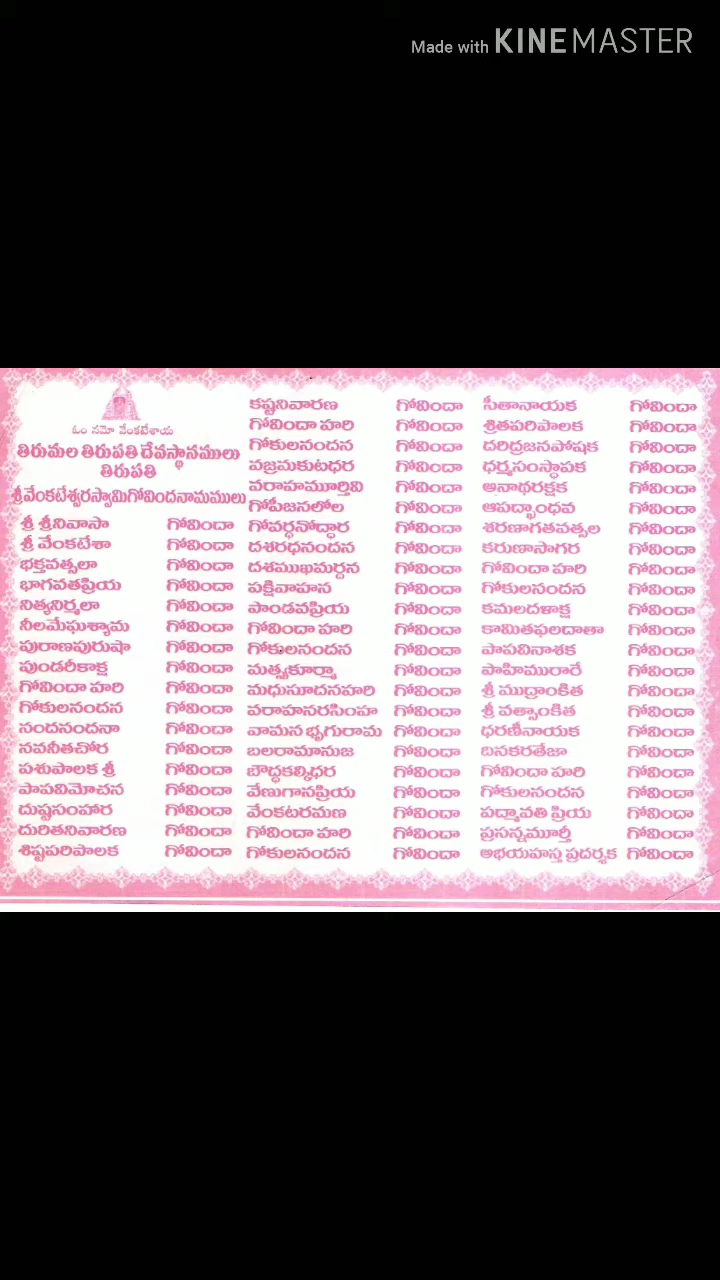 Made with KINEMASTER
ఓం నమో వేంకటేశాయ
తిరుమల తిరుపతి దేవస్థానములు
తిరుపతి
శ్రీవేంకటేశ్వరస్వామిగోవిందనామములు
శ్రీ శ్రీనివాసా గోవిందా
శ్రీ వేంకటేశా గోవిందా
భక్తవత్సలా గోవిందా
భాగవతప్రియ గోవిందా
నిత్యనిర్మలా గోవిందా
నీలమేఘశ్యామ గోవిందా
పురాణపురుషా గోవిందా
పుండరీకాక్ష గోవిందా
గోవిందా హరి గోవిందా
గోకులనందన గోవిందా
నందనందనా గోవిందా
నవనీతచోర గోవిందా
పశుపాలక శ్రీ గోవిందా
పాపవిమోచన గోవిందా
దుష్టసంహార గోవిందా
దురితనివారణ గోవిందా
శిష్టపరిపాలక గోవిందా
కష్టనివారణ గోవిందా
గోవిందా హరి గోవిందా
గోకులనందన గోవిందా
వజ్రమకుటధర గోవిందా
వరాహమూర్తివి గోవిందా
గోపీజనలోల గోవిందా
గోవర్ధనోద్ధార గోవిందా
దశరధనందన గోవిందా
దశముఖమర్ధన గోవిందా
పక్షివాహన గోవిందా
పాండవప్రియ గోవిందా
గోవిందా హరి గోవిందా
గోకులనందన గోవిందా
మత్స్యకూర్మా గోవిందా
మధుసూదనహరి గోవిందా
వరాహనరసింహ గోవిందా
వామన భృగురామ గోవిందా
బలరామానుజ గోవిందా
బౌద్ధకల్కిధర గోవిందా
వేణుగానప్రియ గోవిందా
వేంకటరమణ గోవిందా
గోవిందా హరి గోవిందా
గోకులనందన గోవిందా
సీతానాయక గోవిందా
శ్రితపరిపాలక గోవిందా
దరిద్రజనపోషక గోవిందా
ధర్మసంస్థాపక గోవిందా
అనాథరక్షక గోవిందా
ఆపద్భాంధవ గోవిందా
శరణాగతవత్సల గోవిందా
కరుణాసాగర గోవిందా
గోవిందా హరి గోవిందా
గోకులనందన గోవిందా
కమలదళాక్ష గోవిందా
కామితఫలదాతా గోవిందా
పాపవినాశక గోవిందా
పాహిమురారే గోవిందా
శ్రీ ముద్రాంకిత గోవిందా
శ్రీ వత్సాంకిత గోవిందా
ధరణీనాయక గోవిందా
దినకరతేజా గోవిందా
గోవిందా హరి గోవిందా
గోకులనందన గోవిందా
పద్మావతి ప్రియ గోవిందా
ప్రసన్నమూర్తీ గోవిందా
అభయహస్త ప్రదర్శక గోవిందా